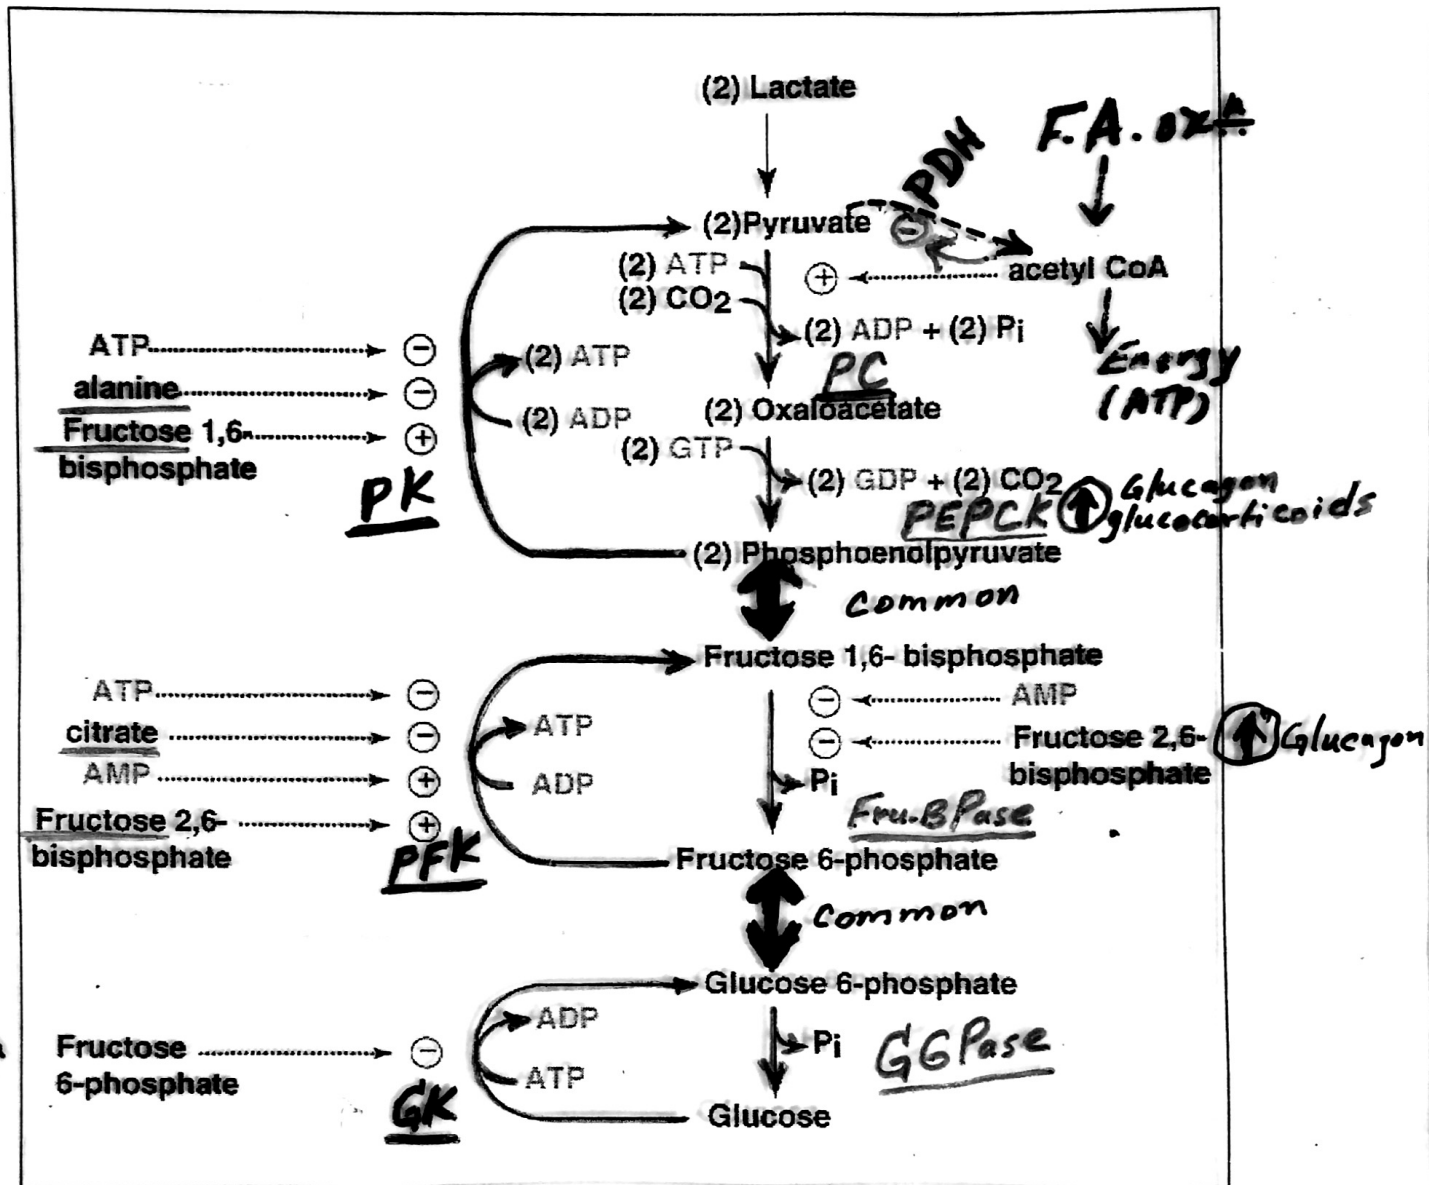 (2) Lactate
F.A. oxn
PDH
(2)Pyruvate
−
(2) ATP
+
acetyl CoA
(2) CO2
(2) ADP + (2) Pi
PC
Energy
(ATP)
ATP
−
alanine
−
Fructose 1,6-
+
bisphosphate
PK
(2) ATP
(2) ADP
(2) Oxaloacetate
(2) GTP
(2) GDP + (2) CO2
PEPCK ↑ Glucagon
glucocorticoids
(2) Phosphoenolpyruvate
Common
Fructose 1,6- bisphosphate
ATP
−
citrate
−
AMP
+
Fructose 2,6-
+
bisphosphate
PFK
ATP
ADP
− AMP
− Fructose 2,6-
bisphosphate
↑ Glucagon
Pi
Fru.BPase
Fructose 6-phosphate
Common
Glucose 6-phosphate
ADP
Pi
G6Pase
Fructose
−
6-phosphate
GK
ATP
Glucose